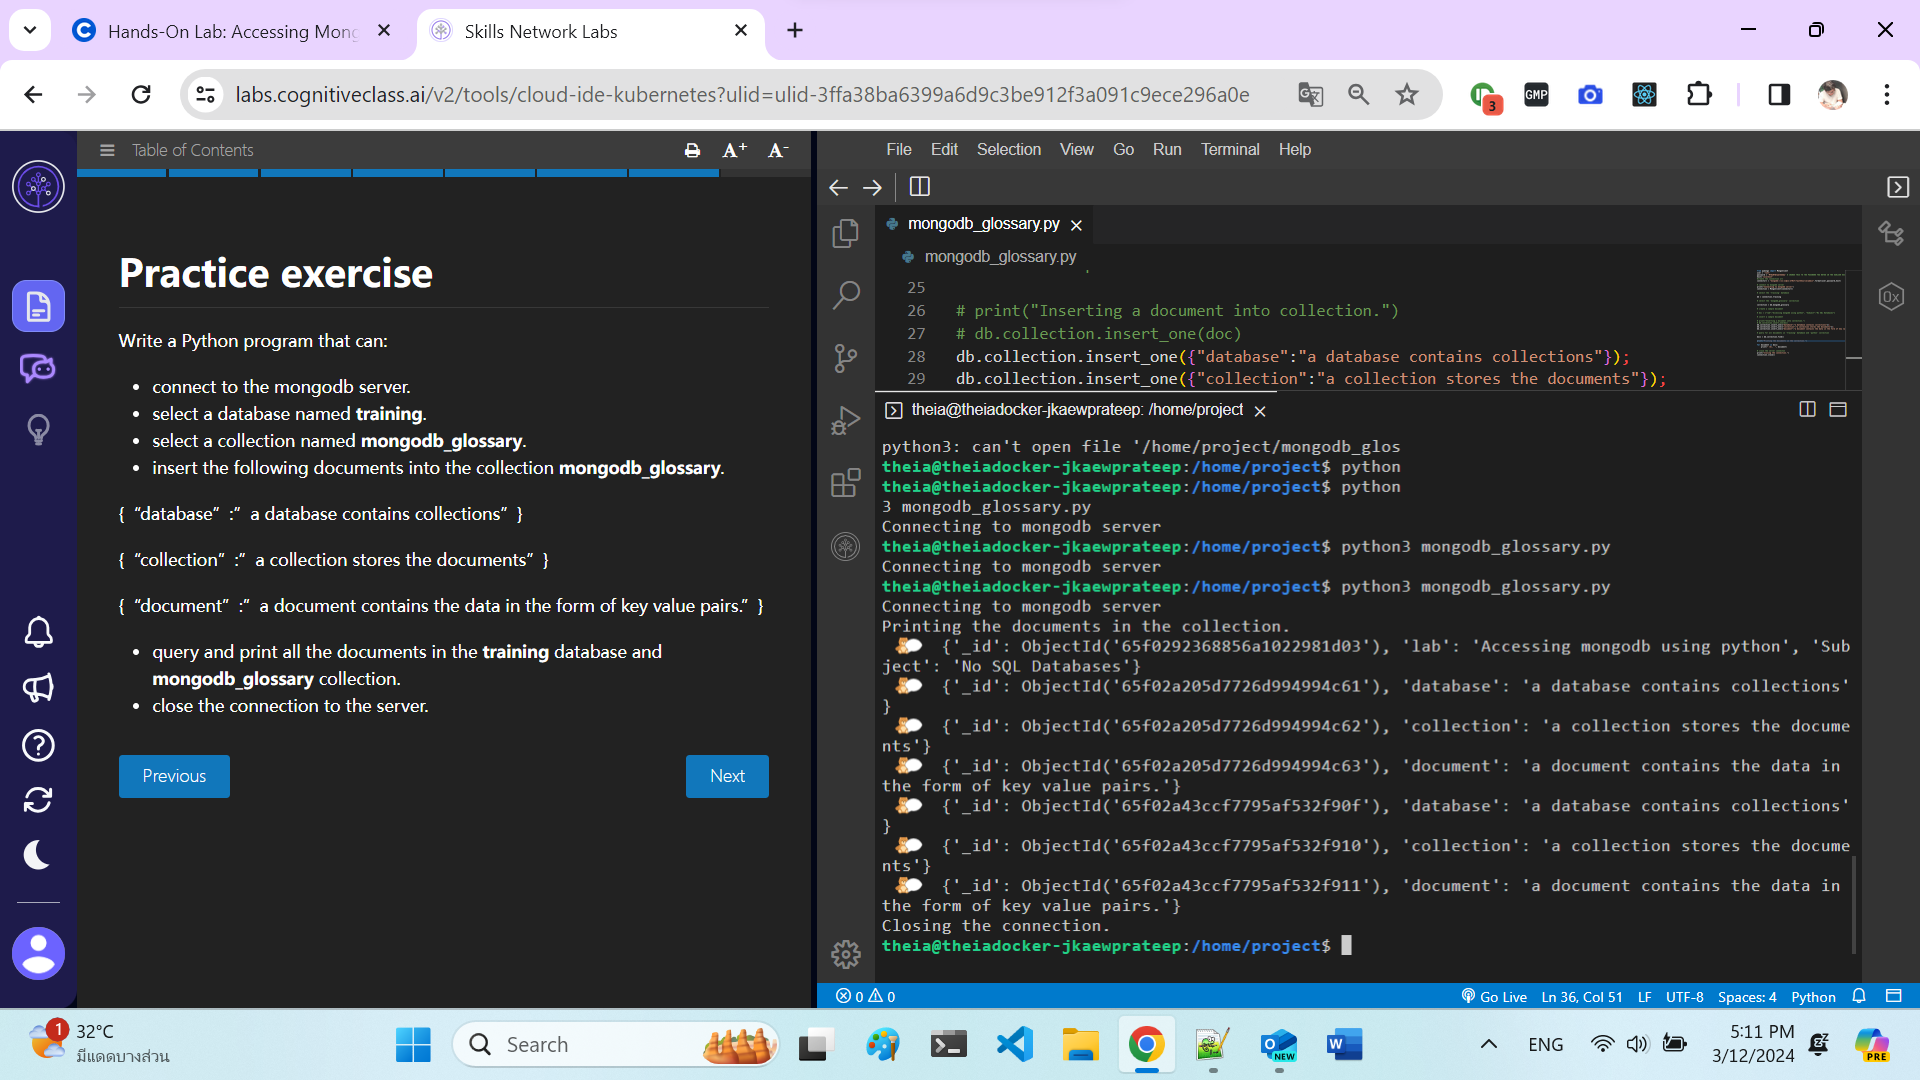 Hands-On Lab: Accessing Mong
Skills Network Labs
labs.cognitiveclass.ai/v2/tools/cloud-ide-kubernetes?ulid=ulid-3ffa38ba6399a6d9c3be912f3a091c9ece296a0e
3
GMP
Table of Contents
A+ A-
Practice exercise
Write a Python program that can:
• connect to the mongodb server.
• select a database named training.
• select a collection named mongodb_glossary.
• insert the following documents into the collection mongodb_glossary.
{ “database” :” a database contains collections” }
{ “collection” :” a collection stores the documents” }
{ “document” :” a document contains the data in the form of key value pairs.” }
• query and print all the documents in the training database and
mongodb_glossary collection.
• close the connection to the server.
Previous
Next
File Edit Selection View Go Run Terminal Help
mongodb_glossary.py
mongodb_glossary.py
25
26 # print("Inserting a document into collection.")
27 # db.collection.insert_one(doc)
28 db.collection.insert_one({"database":"a database contains collections"});
29 db.collection.insert_one({"collection":"a collection stores the documents"});
theia@theiadocker-jkaewprateep: /home/project
python3: can't open file '/home/project/mongodb_glos
theia@theiadocker-jkaewprateep:/home/project$ python
theia@theiadocker-jkaewprateep:/home/project$ python
3 mongodb_glossary.py
Connecting to mongodb server
theia@theiadocker-jkaewprateep:/home/project$ python3 mongodb_glossary.py
Connecting to mongodb server
theia@theiadocker-jkaewprateep:/home/project$ python3 mongodb_glossary.py
Connecting to mongodb server
Printing the documents in the collection.
{'_id': ObjectId('65f0292368856a1022981d03'), 'lab': 'Accessing mongodb using python', 'Sub
ject': 'No SQL Databases'}
{'_id': ObjectId('65f02a205d7726d994994c61'), 'database': 'a database contains collections'
}
{'_id': ObjectId('65f02a205d7726d994994c62'), 'collection': 'a collection stores the docume
nts'}
{'_id': ObjectId('65f02a205d7726d994994c63'), 'document': 'a document contains the data in
the form of key value pairs.'}
{'_id': ObjectId('65f02a43ccf7795af532f90f'), 'database': 'a database contains collections'
}
{'_id': ObjectId('65f02a43ccf7795af532f910'), 'collection': 'a collection stores the docume
nts'}
{'_id': ObjectId('65f02a43ccf7795af532f911'), 'document': 'a document contains the data in
the form of key value pairs.'}
Closing the connection.
theia@theiadocker-jkaewprateep:/home/project$
0 0
Go Live Ln 36, Col 51 LF UTF-8 Spaces: 4 Python
1
32°C
มีแดดบางส่วน
Search
NEW
ENG
5:11 PM
3/12/2024
PRE